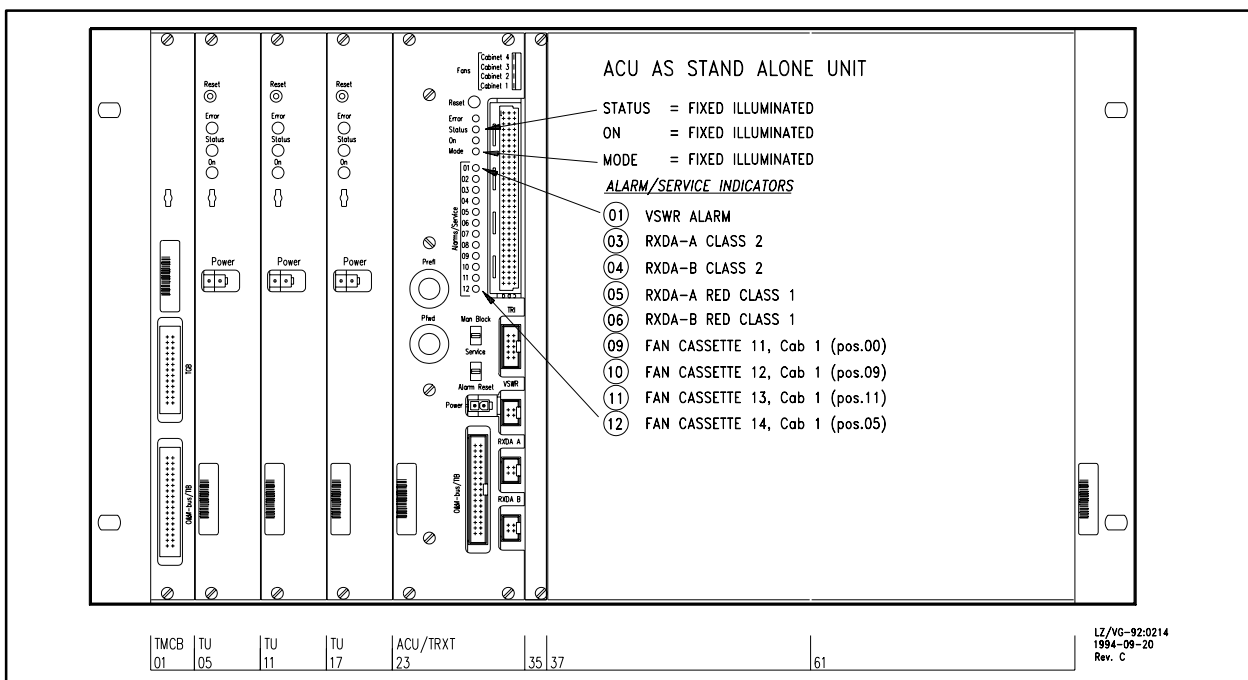 Cabinet 4
Cabinet 3
Fans
Cabinet 2
Cabinet 1
Reset
Reset
Reset
Reset
Error
Error
Error
Error
Status
Status
Status
Status
On
On
On
On
Mode
01
02
03
04
05
06
07
08
09
10
11
12
Alarms/Service
Power
Power
Power
Prefl
Pfwd
Man Block
Service
Alarm Reset
Power
TRI
VSWR
RXDA A
RXDA B
O&M-bus/TIB
TGB
O&M-bus/TIB
ACU AS STAND ALONE UNIT
STATUS = FIXED ILLUMINATED
ON = FIXED ILLUMINATED
MODE = FIXED ILLUMINATED
ALARM/SERVICE INDICATORS
01 VSWR ALARM
03 RXDA-A CLASS 2
04 RXDA-B CLASS 2
05 RXDA-A RED CLASS 1
06 RXDA-B RED CLASS 1
09 FAN CASSETTE 11, Cab 1 (pos.00)
10 FAN CASSETTE 12, Cab 1 (pos.09)
11 FAN CASSETTE 13, Cab 1 (pos.11)
12 FAN CASSETTE 14, Cab 1 (pos.05)
TMCB TU TU TU ACU/TRXT
01 05 11 17 23 35 37 61
LZ/VG-92:0214
1994-09-20
Rev. C